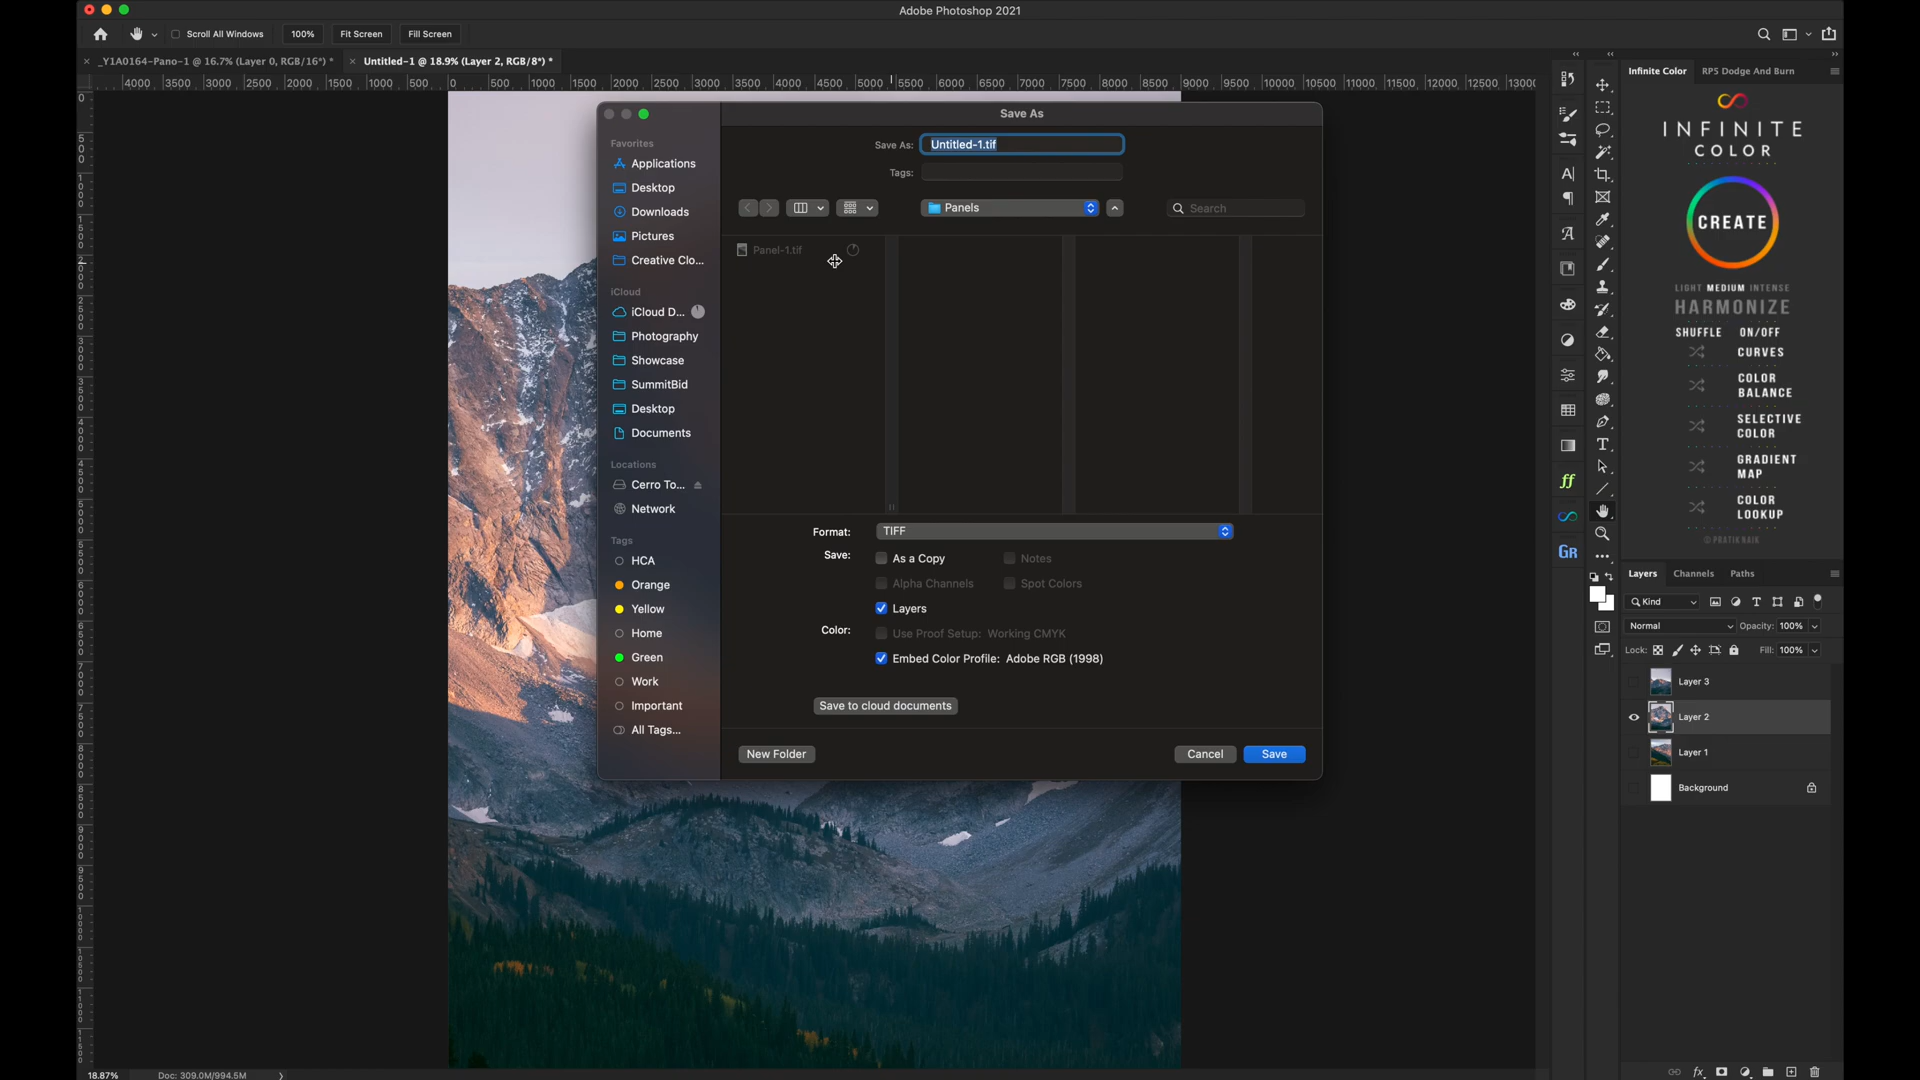 Adobe Photoshop 2021
Scroll All Windows 100% Fit Screen Fill Screen
_Y1A0164-Pano-1 @ 16.7% (Layer 0, RGB/16*) *
Untitled-1 @ 18.9% (Layer 2, RGB/8*) *
4000 3500 3000 2500 2000 1500 1000 500 0 500 1000 1500 2000 2500 3000 3500 4000 4500 5000 5500 6000 6500 7000 7500 8000 8500 9000 9500 10000 10500 11000 11500 12000 12500 13000
Save As
Save As: Untitled-1.tif
Tags:
Panels
Search
Panel-1.tif
Favorites
Applications
Desktop
Downloads
Pictures
Creative Clo...
iCloud
iCloud D...
Photography
Showcase
SummitBid
Desktop
Documents
Locations
Cerro To...
Network
Tags
HCA
Orange
Yellow
Home
Green
Work
Important
All Tags...
Format: TIFF
Save: As a Copy Notes
Alpha Channels Spot Colors
Layers
Color: Use Proof Setup: Working CMYK
Embed Color Profile: Adobe RGB (1998)
Save to cloud documents
New Folder Cancel Save
Infinite Color RP5 Dodge And Burn
INFINITE
COLOR
CREATE
LIGHT MEDIUM INTENSE
HARMONIZE
SHUFFLE ON/OFF
CURVES
COLOR
BALANCE
SELECTIVE
COLOR
GRADIENT
MAP
COLOR
LOOKUP
© PRATIK NAIK
Layers Channels Paths
Kind
Normal Opacity: 100%
Lock: Fill: 100%
Layer 3
Layer 2
Layer 1
Background
18.87% Doc: 309.0M/994.5M